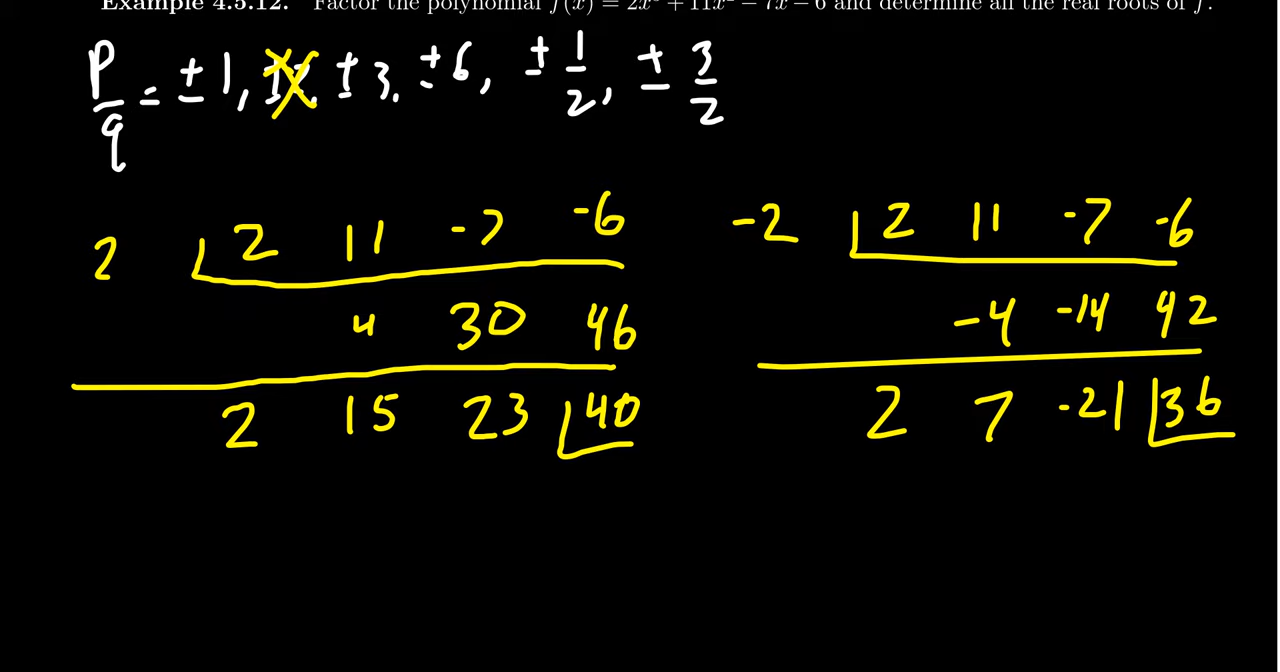 Example 4.5.12. Factor the polynomial f(x) = 2x³ + 11x² − 7x − 6 and determine all the real roots of f.
p/q = ± 1, ± 2, ± 3, ± 6, ± 1/2, ± 3/2
2 | 2 11 -7 -6
4 30 46
2 15 23 | 40
-2 | 2 11 -7 -6
-4 -14 42
2 7 -21 | 36